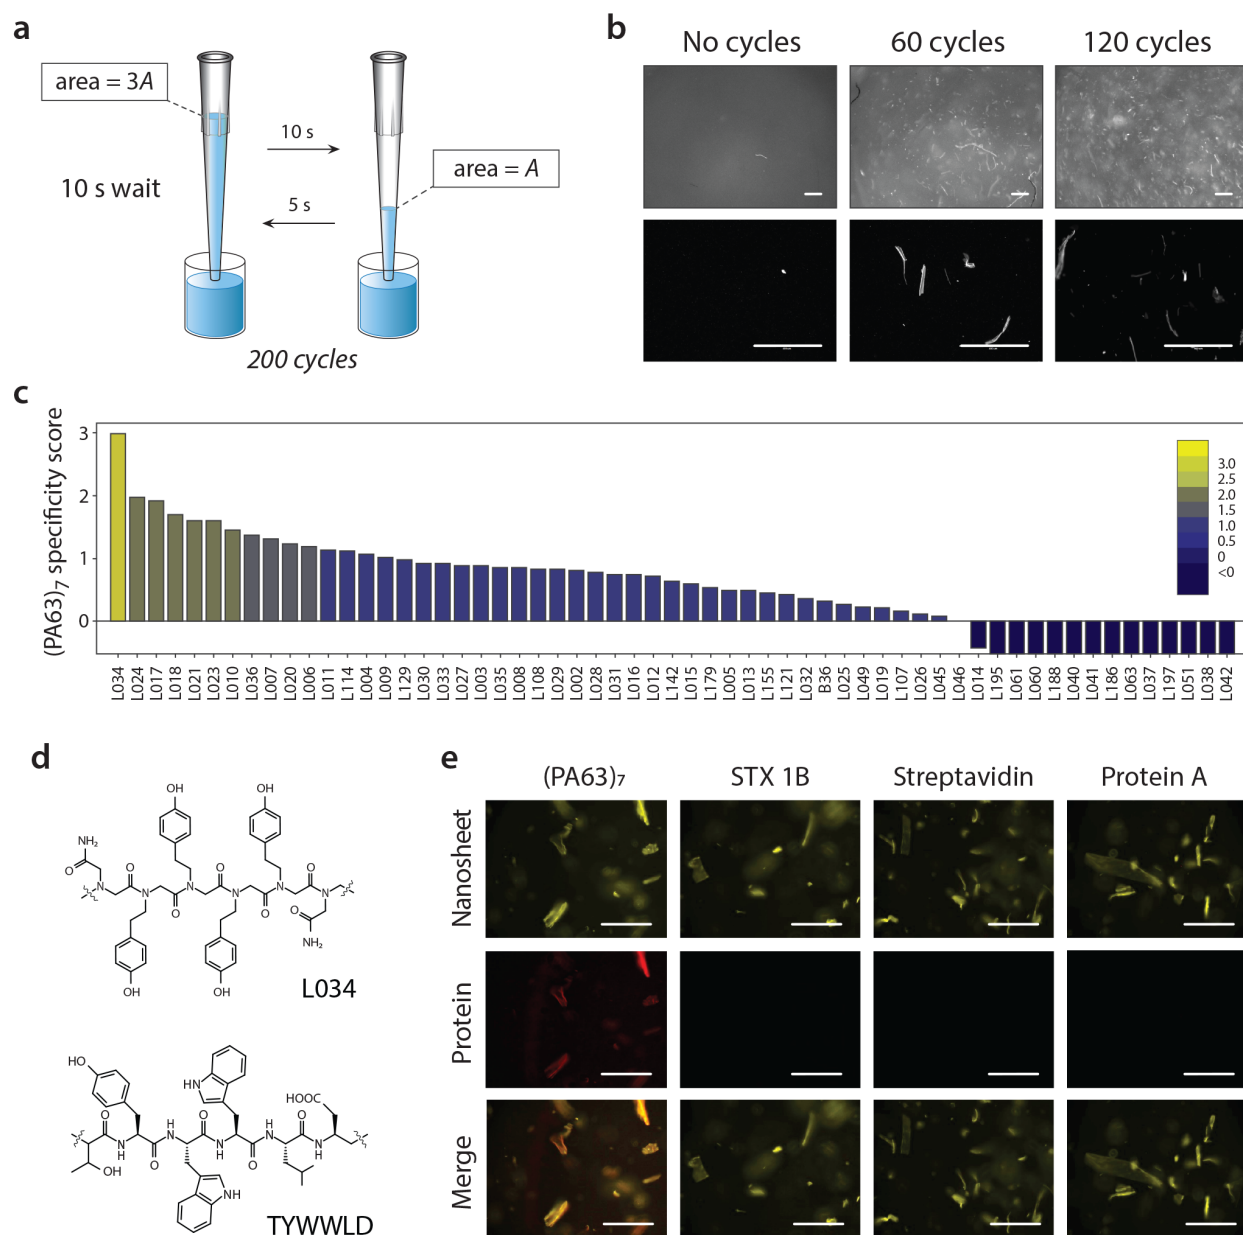 a
area = 3A
10 s
area = A
10 s wait
5 s
200 cycles
b
No cycles
60 cycles
120 cycles
c
(PA63)₇ specificity score
3
2
1
0
3.0
2.5
2.0
1.5
1.0
0.5
0
<0
L034
L024
L017
L018
L021
L023
L010
L036
L007
L020
L006
L011
L114
L004
L009
L129
L030
L033
L027
L003
L035
L008
L108
L029
L002
L028
L031
L016
L012
L142
L015
L179
L005
L013
L155
L121
L032
B36
L025
L049
L019
L107
L026
L045
L046
L014
L195
L061
L060
L188
L040
L041
L186
L063
L037
L197
L051
L038
L042
d
OH
OH
NH₂
O
O
O
O
N
N
N
N
N
N
O
O
O
NH₂
OH
OH
L034
HO
HN
HOOC
O
H
N
O
H
N
O
N
H
N
H
N
H
O
O
OH
NH
TYWWLD
e
(PA63)₇
STX 1B
Streptavidin
Protein A
Nanosheet
Protein
Merge